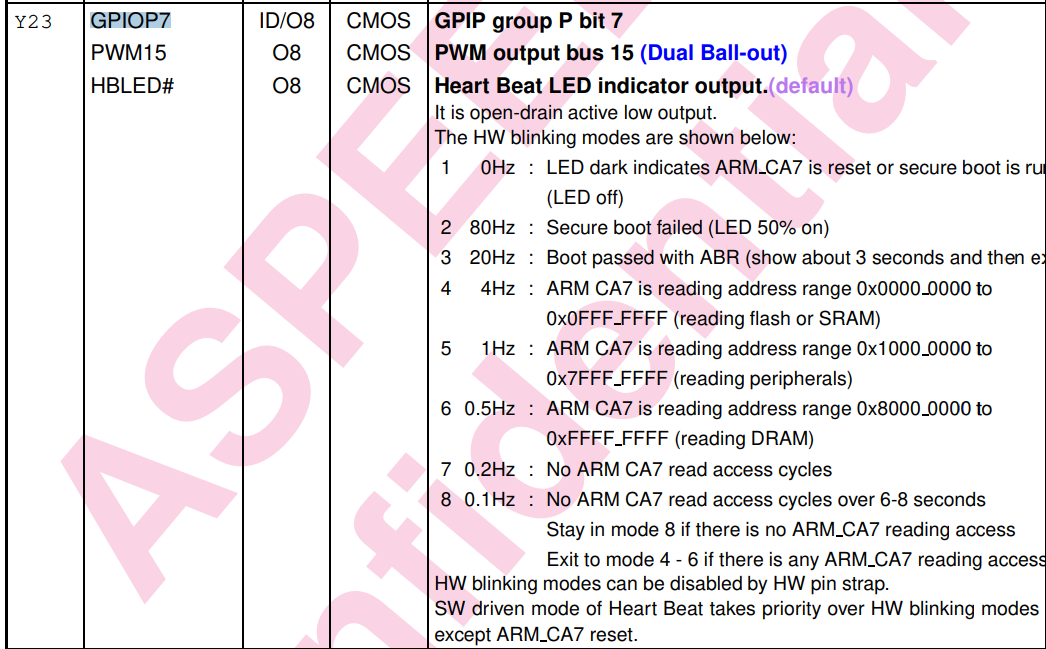 Y23 GPIOP7 ID/O8 CMOS GPIP group P bit 7
PWM15 O8 CMOS PWM output bus 15 (Dual Ball-out)
HBLED# O8 CMOS Heart Beat LED indicator output.(default)
It is open-drain active low output.
The HW blinking modes are shown below:
1 0Hz : LED dark indicates ARM_CA7 is reset or secure boot is
(LED off)
2 80Hz : Secure boot failed (LED 50% on)
3 20Hz : Boot passed with ABR (show about 3 seconds and then
4 4Hz : ARM CA7 is reading address range 0x0000_0000 to
0x0FFF_FFFF (reading flash or SRAM)
5 1Hz : ARM CA7 is reading address range 0x1000_0000 to
0x7FFF_FFFF (reading peripherals)
6 0.5Hz : ARM CA7 is reading address range 0x8000_0000 to
0xFFFF_FFFF (reading DRAM)
7 0.2Hz : No ARM CA7 read access cycles
8 0.1Hz : No ARM CA7 read access cycles over 6-8 seconds
Stay in mode 8 if there is no ARM_CA7 reading access
Exit to mode 4 - 6 if there is any ARM_CA7 reading access
HW blinking modes can be disabled by HW pin strap.
SW driven mode of Heart Beat takes priority over HW blinking modes
except ARM_CA7 reset.